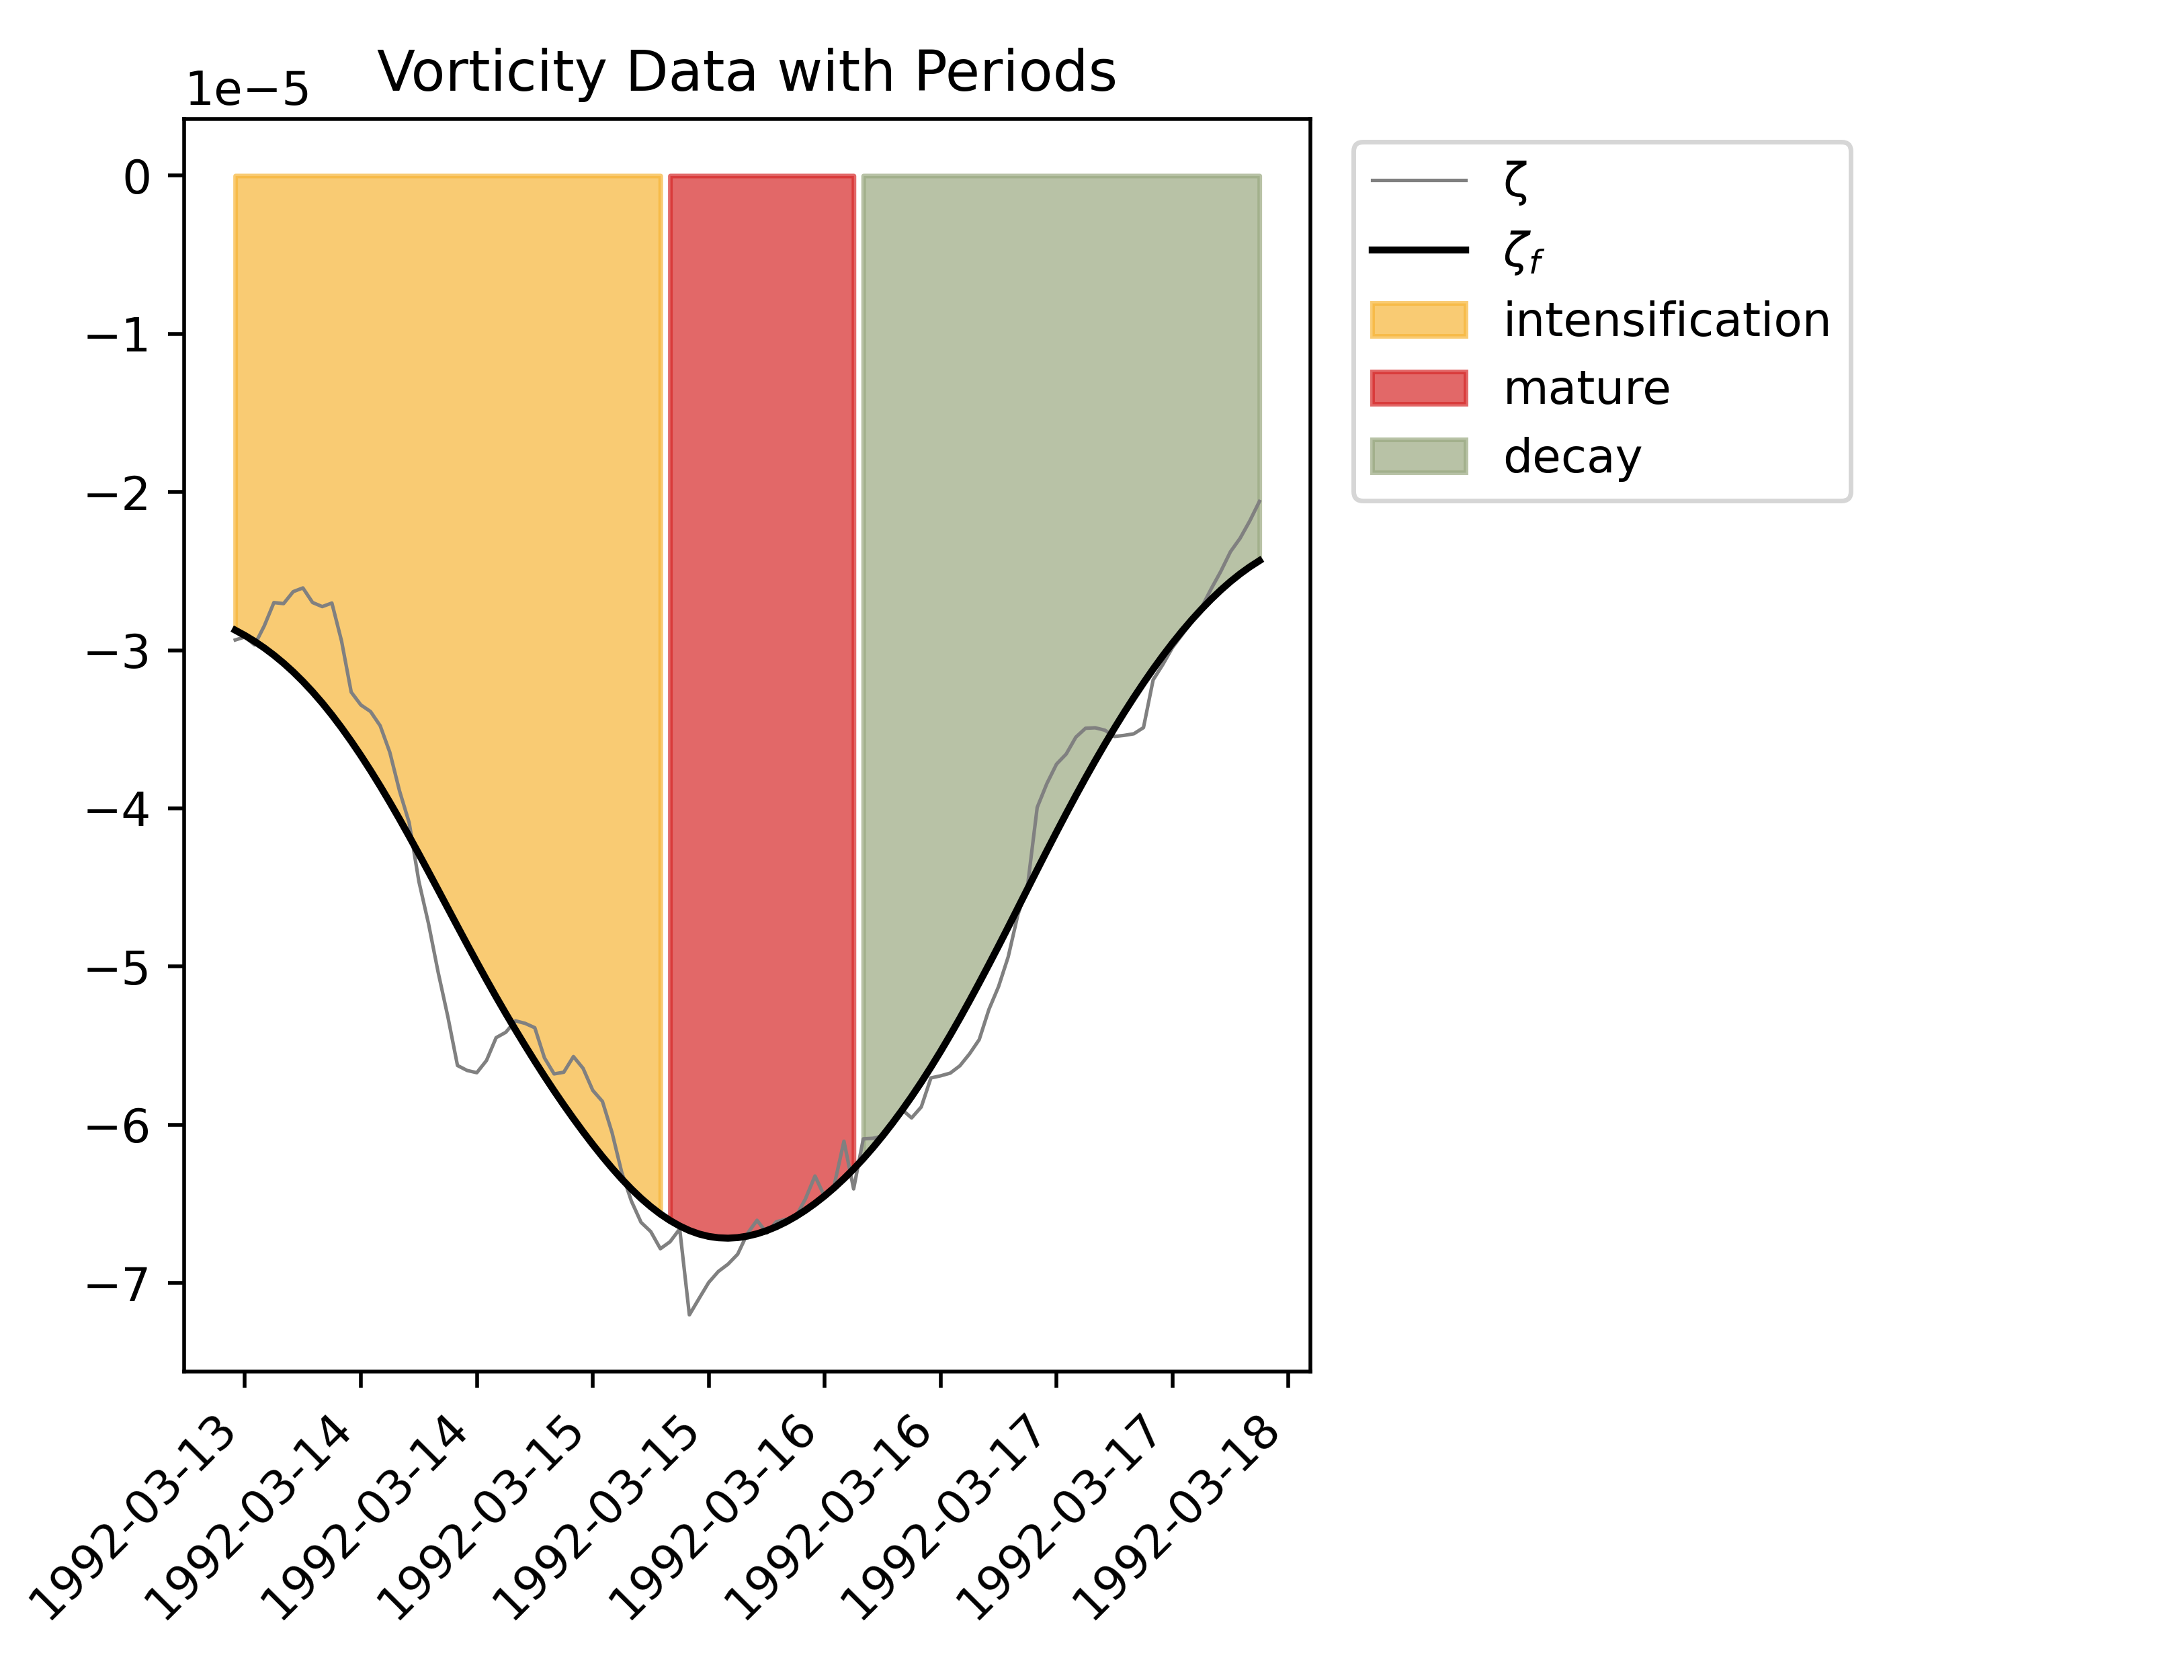 Vorticity Data with Periods
1e−5
0
−1
−2
−3
−4
−5
−6
−7
1992-03-13
1992-03-14
1992-03-14
1992-03-15
1992-03-15
1992-03-16
1992-03-16
1992-03-17
1992-03-17
1992-03-18
ζ
ζf
intensification
mature
decay